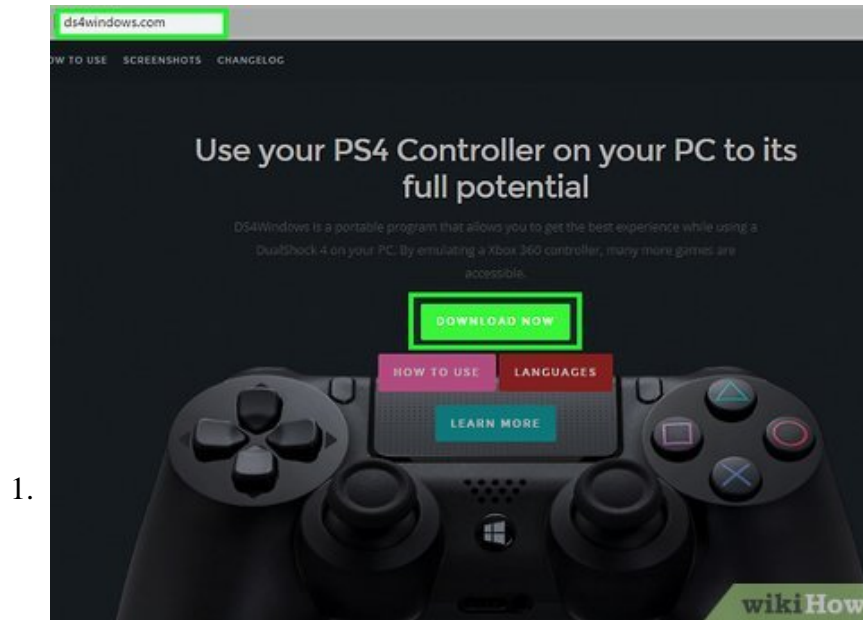 ds4windows.com
OW TO USE SCREENSHOTS CHANGELOG
Use your PS4 Controller on your PC to its
full potential
DS4Windows is a portable program that allows you to get the best experience while using a
DualShock 4 on your PC. By emulating a Xbox 360 controller, many more games are
accessible.
DOWNLOAD NOW
HOW TO USE LANGUAGES
LEARN MORE
1.
wikiHow